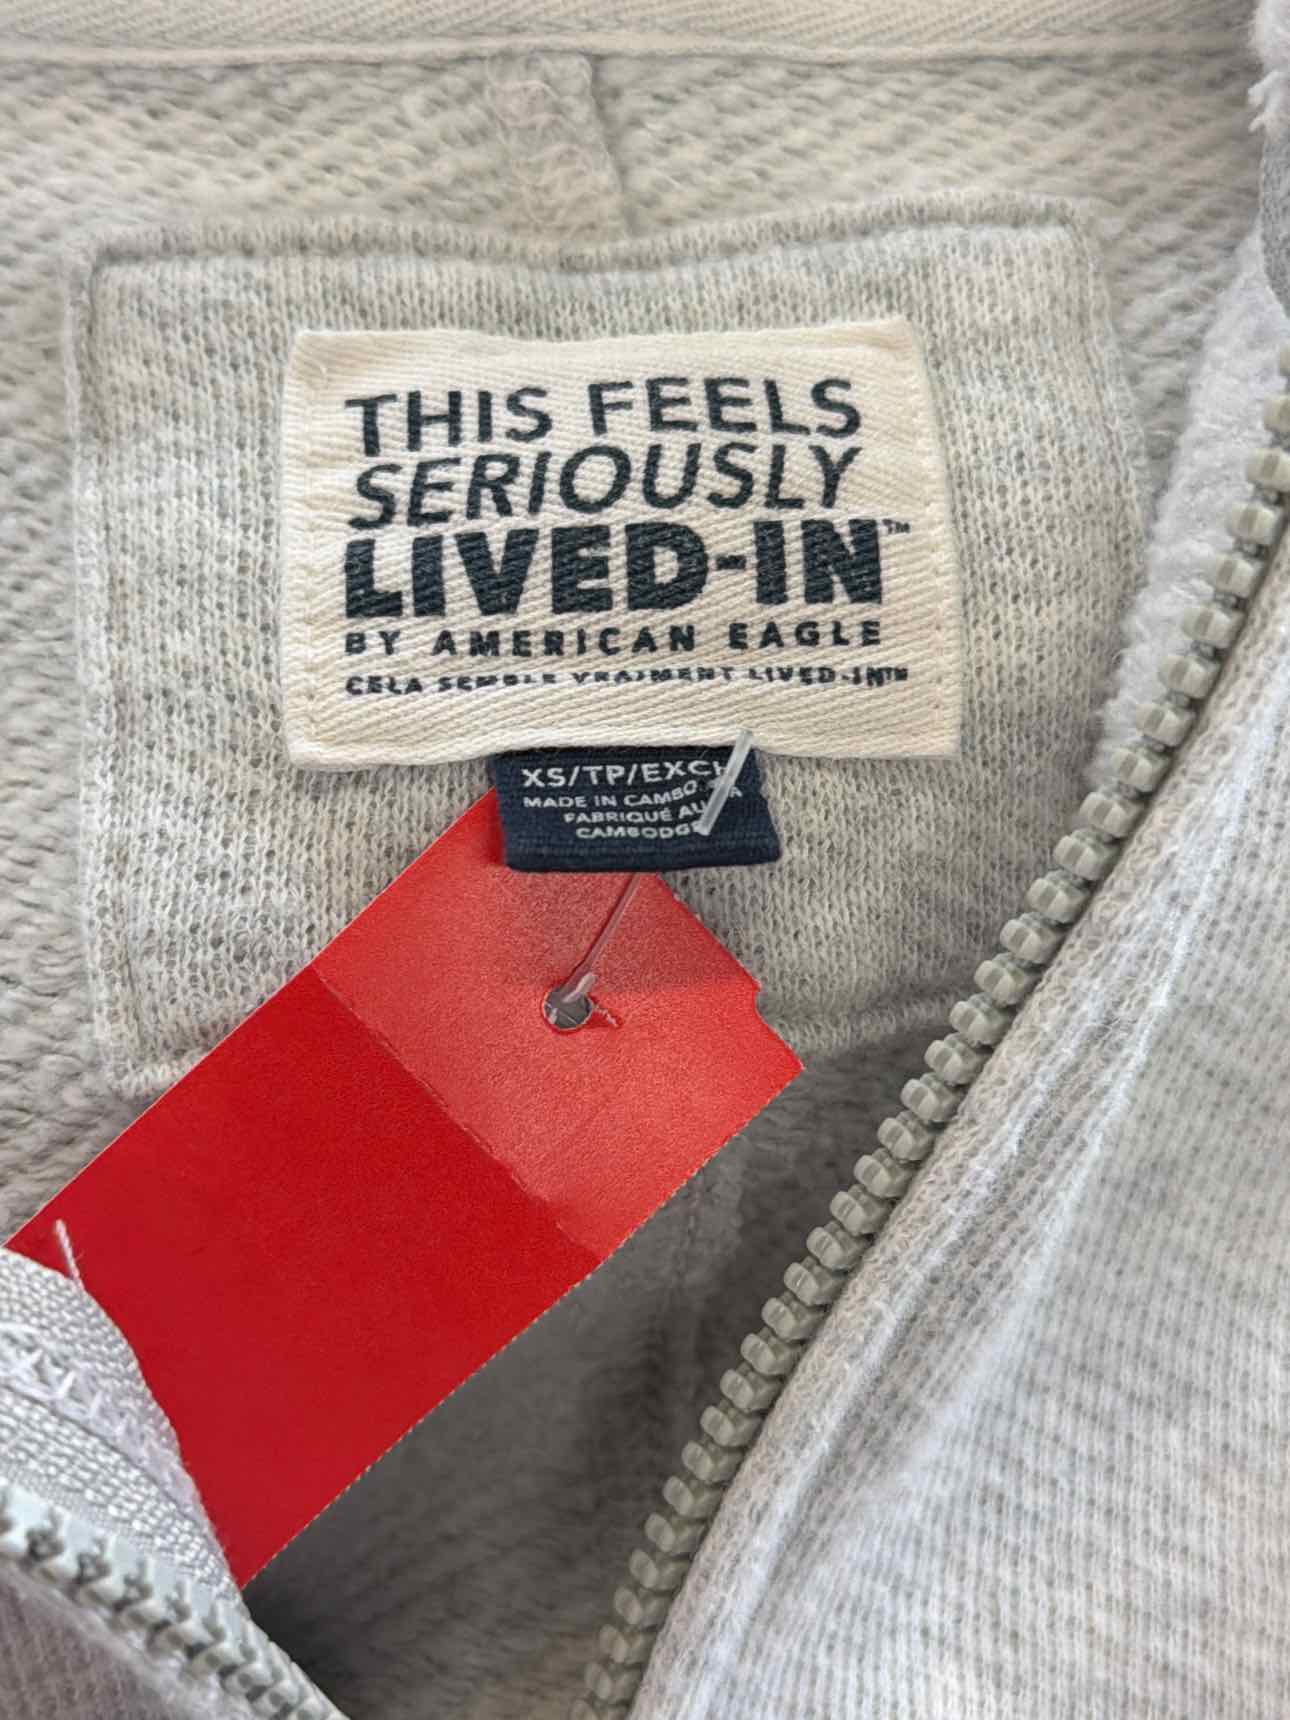 THIS FEELS
SERIOUSLY
LIVED-IN™
BY AMERICAN EAGLE
CELA SEMBLE VRAIMENT LIVED-IN™
XS/TP/EXCH
MADE IN CAMBODIA
FABRIQUÉ AU
CAMBODGE